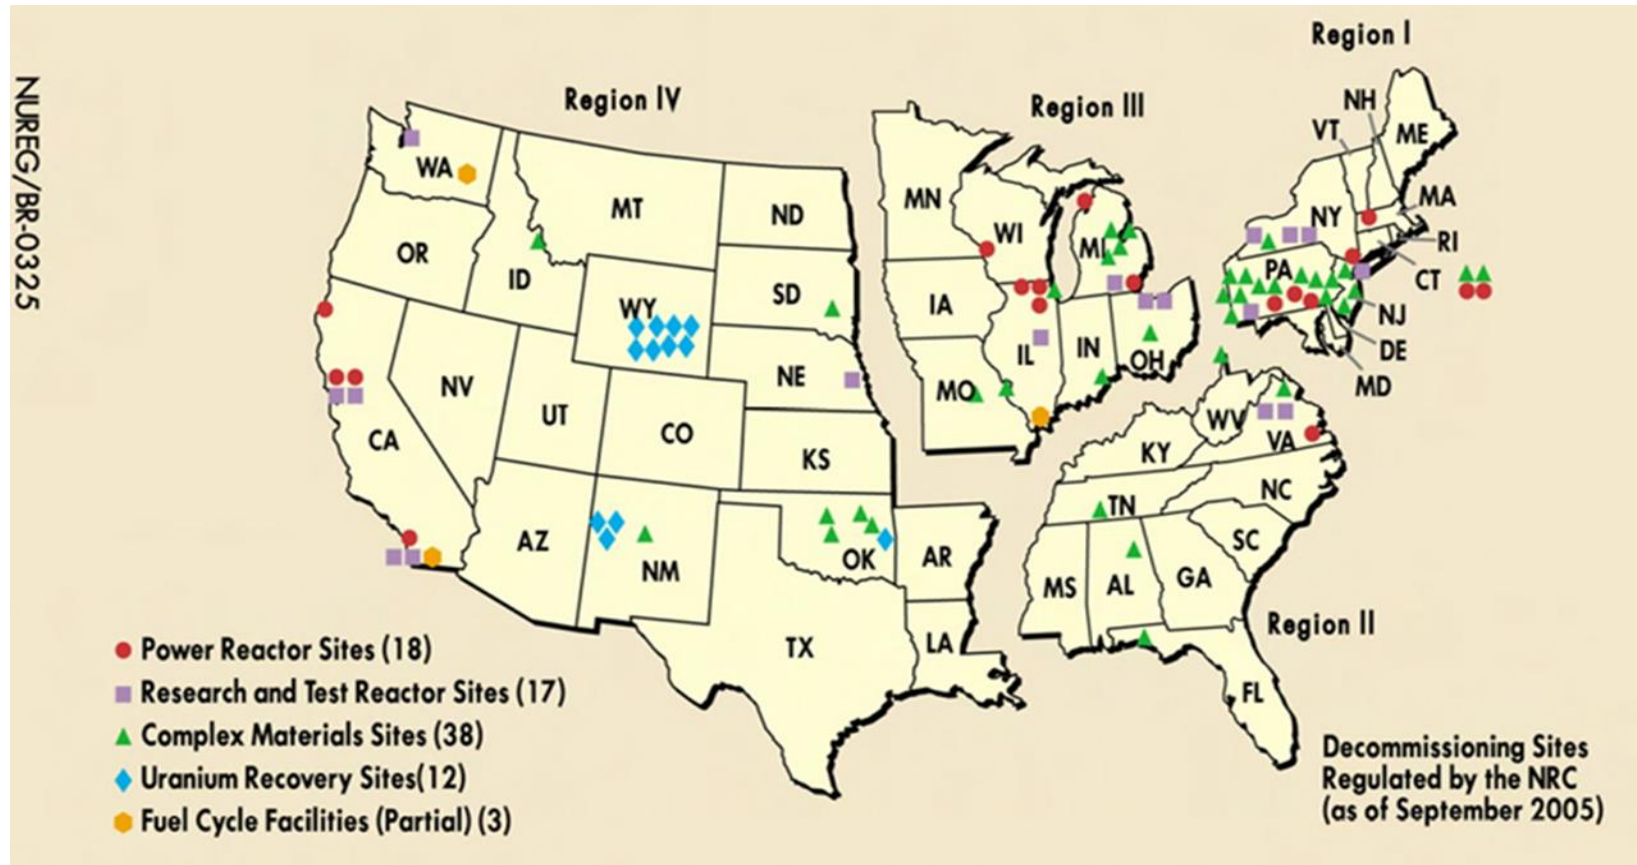 NUREG/BR-0325
Region IV
Region III
Region I
WA
MT
ND
OR
ID
SD
WY
NE
NV
UT
CO
CA
KS
AZ
NM
OK
AR
TX
LA
MN
WI
MI
IA
IL
IN
OH
MO
NH
VT
ME
MA
NY
RI
PA
CT
NJ
DE
MD
WV
KY
VA
TN
NC
SC
MS
AL
GA
FL
Region II
Power Reactor Sites (18)
Research and Test Reactor Sites (17)
Complex Materials Sites (38)
Uranium Recovery Sites(12)
Fuel Cycle Facilities (Partial) (3)
Decommissioning Sites
Regulated by the NRC
(as of September 2005)